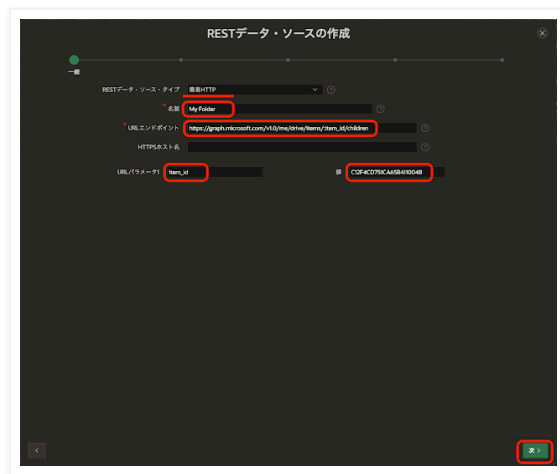 RESTデータ・ソースの作成
一般
RESTデータ・ソース・タイプ 簡易HTTP
* 名前 My Folder
* URLエンドポイント https://graph.microsoft.com/v1.0/me/drive/items/:item_id/children
HTTPSホスト名
URLパラメータ1 item_id 値
次 >